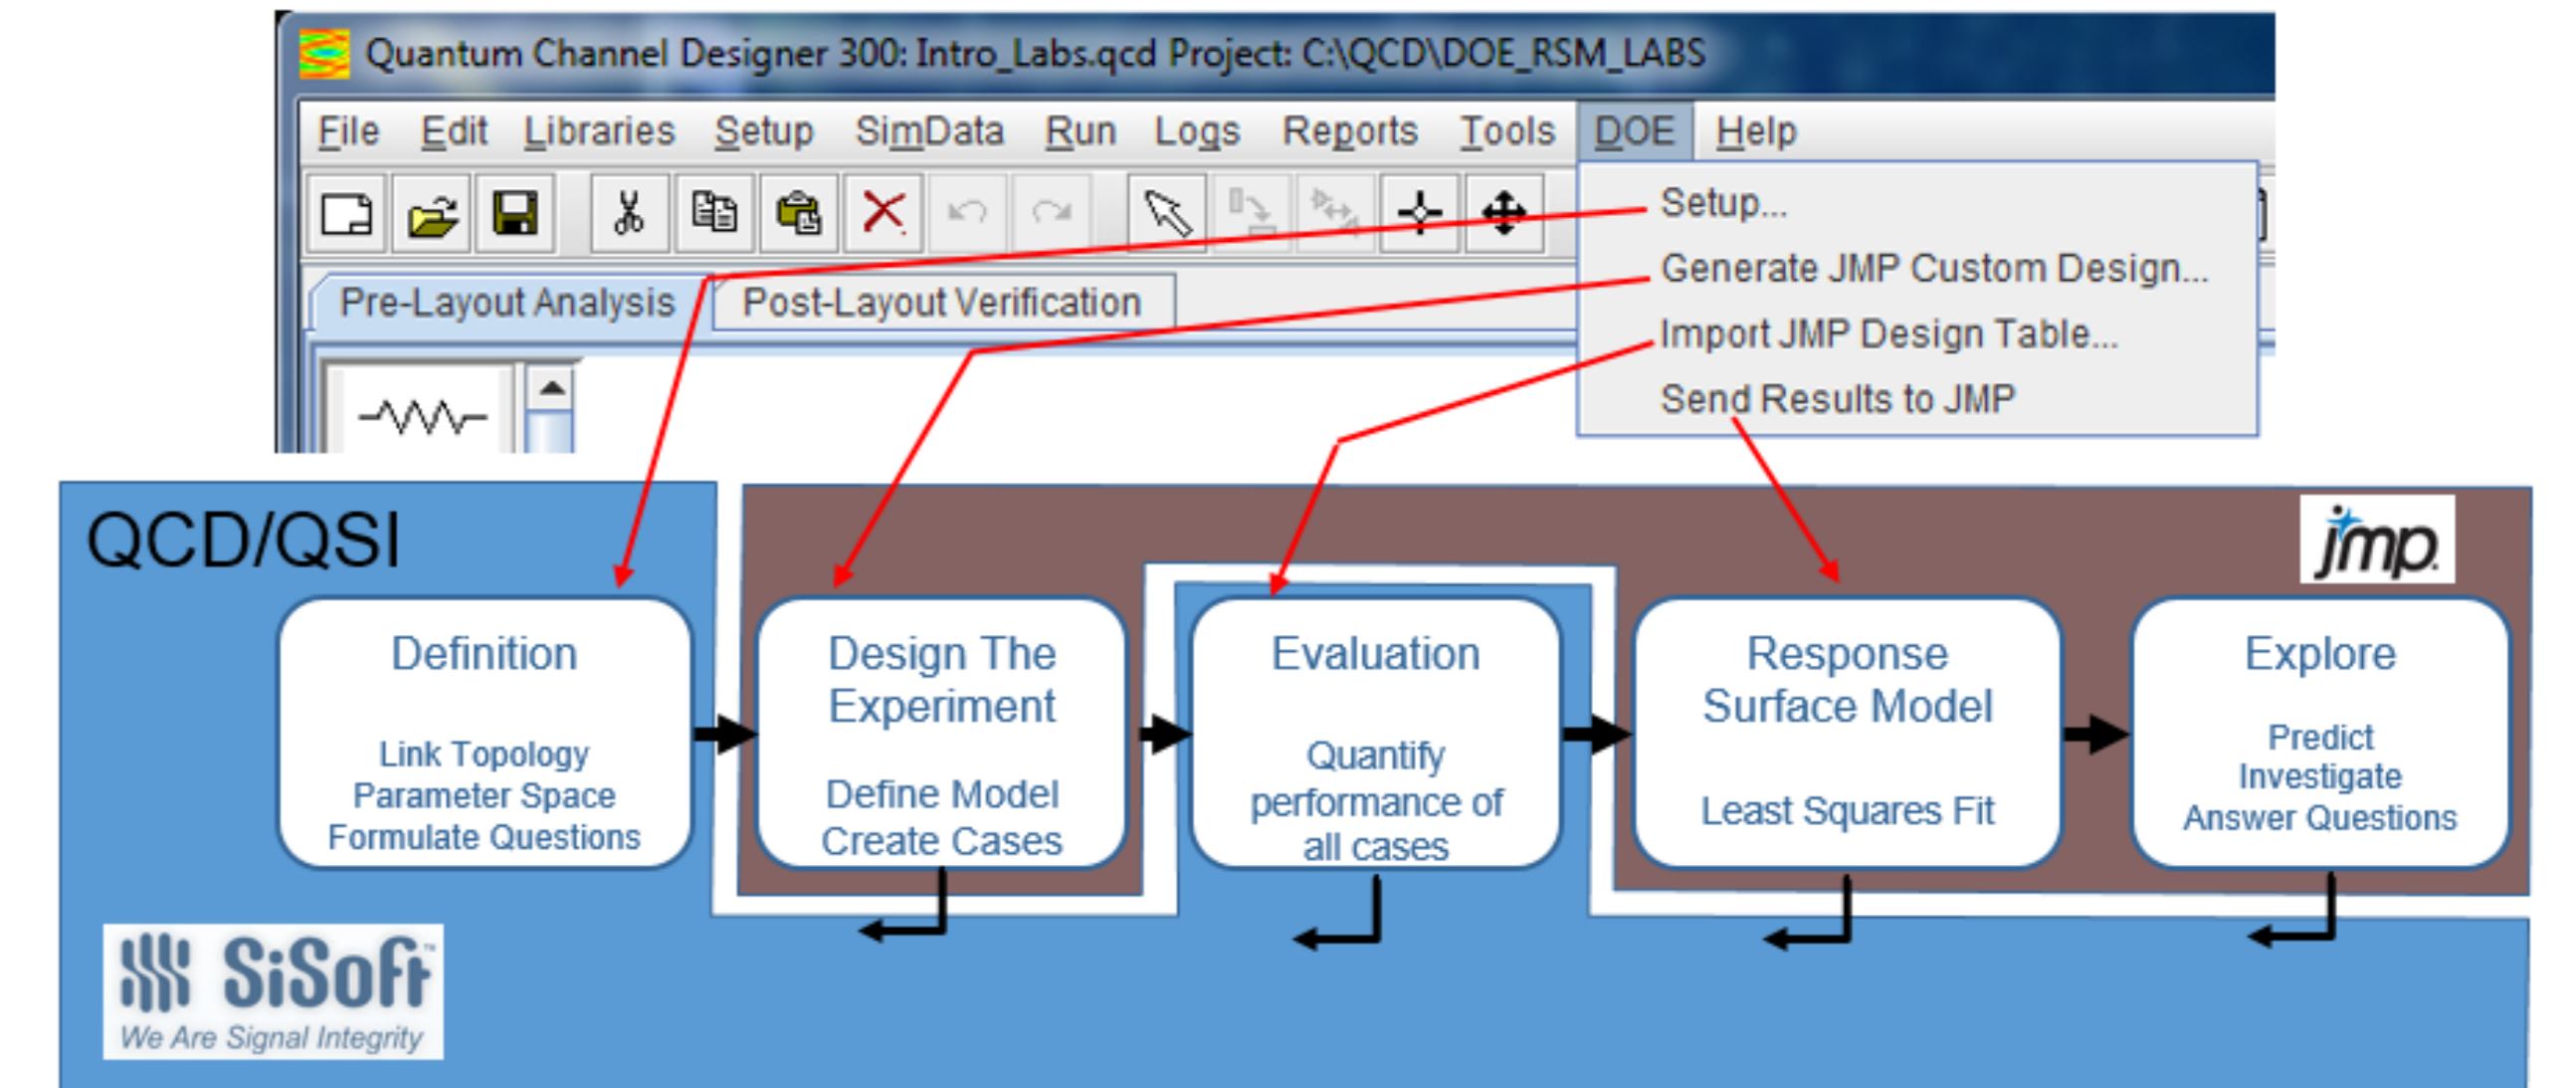 Quantum Channel Designer 300: Intro_Labs.qcd Project: C:\QCD\DOE_RSM_LABS
File Edit Libraries Setup SimData Run Logs Reports Tools DOE Help
Setup...
Generate JMP Custom Design...
Import JMP Design Table...
Send Results to JMP
Pre-Layout Analysis Post-Layout Verification
QCD/QSI
jmp.
Definition
Link Topology
Parameter Space
Formulate Questions
Design The
Experiment
Define Model
Create Cases
Evaluation
Quantify
performance of
all cases
Response
Surface Model
Least Squares Fit
Explore
Predict
Investigate
Answer Questions
SiSoft™
We Are Signal Integrity